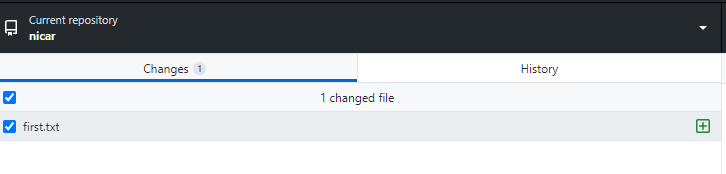 Current repository
nicar
Changes 1
History
1 changed file
first.txt